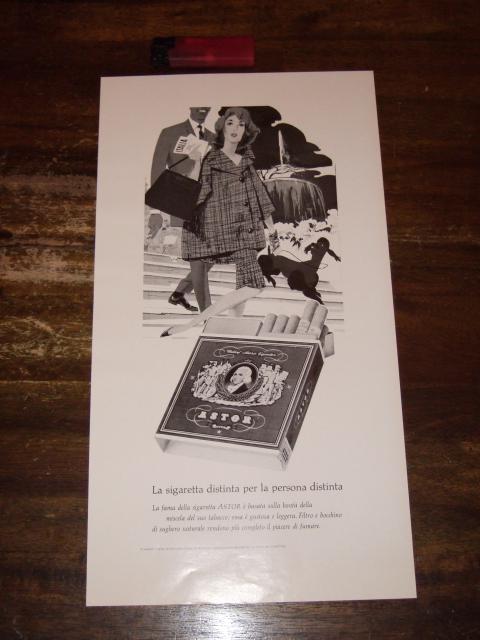 ASTOR
La sigaretta distinta per la persona distinta
La fama della sigaretta ASTOR è basata sulla bontà della
miscela del suo tabacco; essa è gustosa e leggera. Filtro e bocchino
di sughero naturale rendono più completo il piacere di fumare.